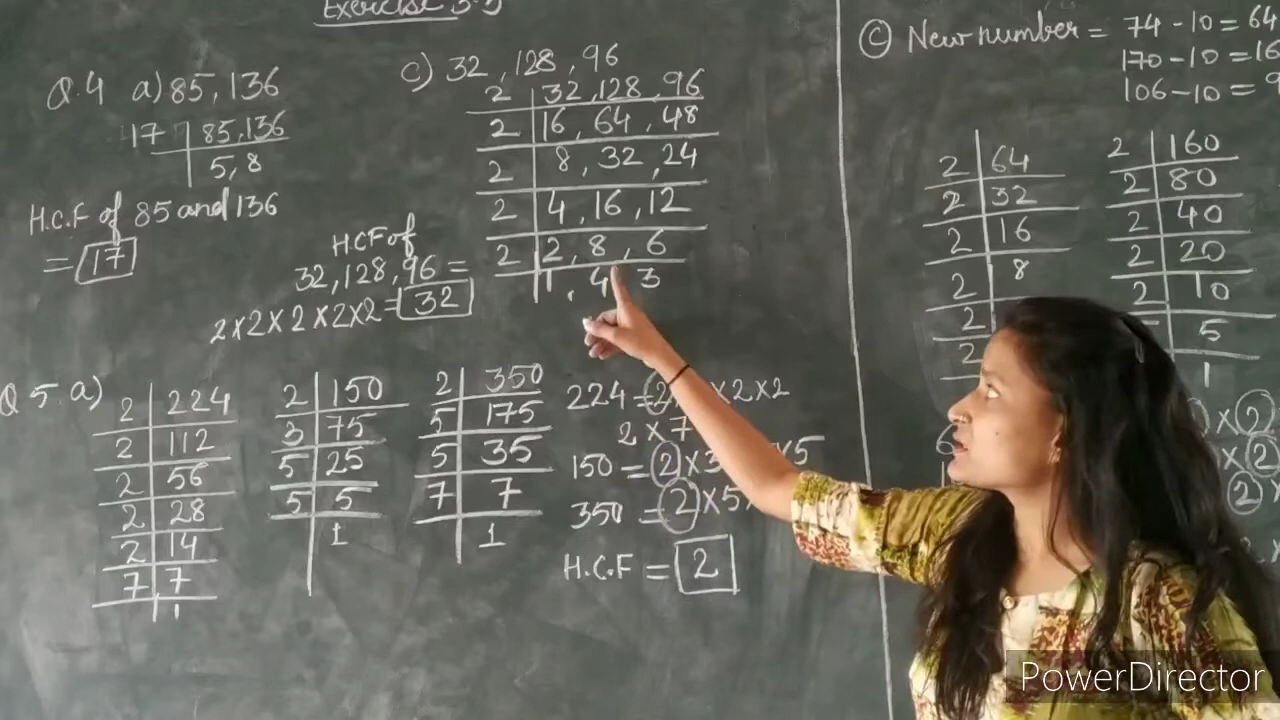 Exercise
Q.4 a) 85, 136
17 | 85, 136
5, 8
H.C.F of 85 and 136
= 17
c) 32, 128, 96
2 | 32, 128, 96
2 | 16, 64, 48
2 | 8, 32, 24
2 | 4, 16, 12
2 | 2, 8, 6
1, 4 3
HCF of
32, 128, 96 =
2×2×2×2×2= 32
Q 5. a)
2 | 224
2 | 112
2 | 56
2 | 28
2 | 14
7 | 7
1
2 | 150
3 | 75
5 | 25
5 | 5
1
2 | 350
5 | 175
5 | 35
7 | 7
1
224 = 2× ×2×2
2×7
150 = 2×3 ×5
350 = 2×5×
H.C.F = 2
c New number = 74 - 10 = 64
170 - 10 = 16
106 - 10 = 9
2 | 64
2 | 32
2 | 16
2 | 8
2
2
2 | 160
2 | 80
2 | 40
2 | 20
2 | 10
5
1
×2
×2
2
PowerDirector